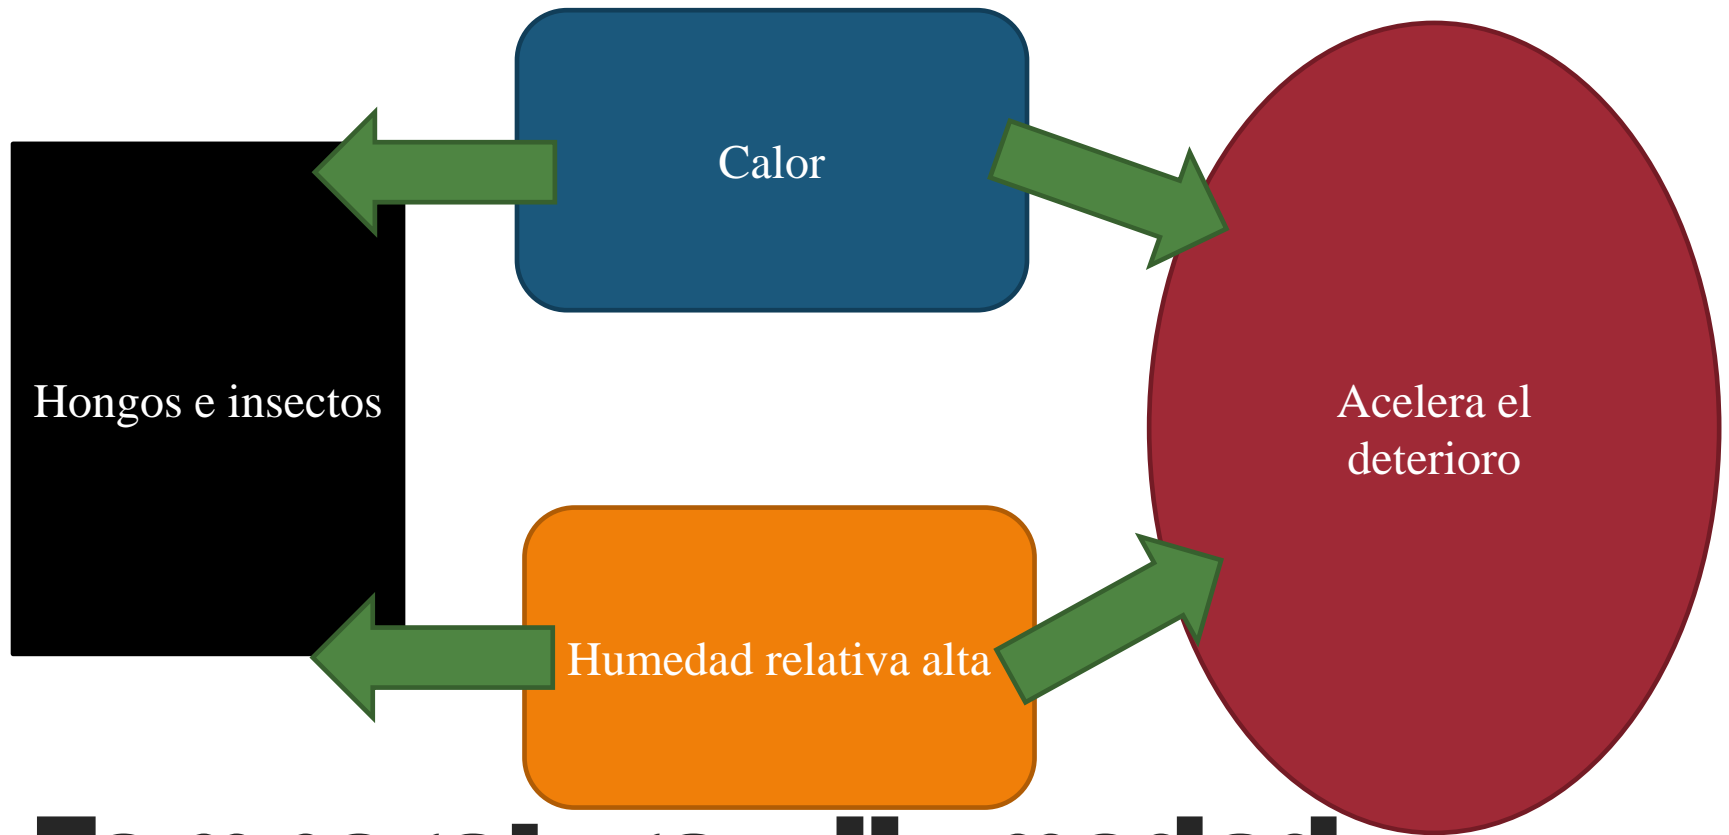 Calor
Hongos e insectos
Acelera el
deterioro
Humedad relativa alta